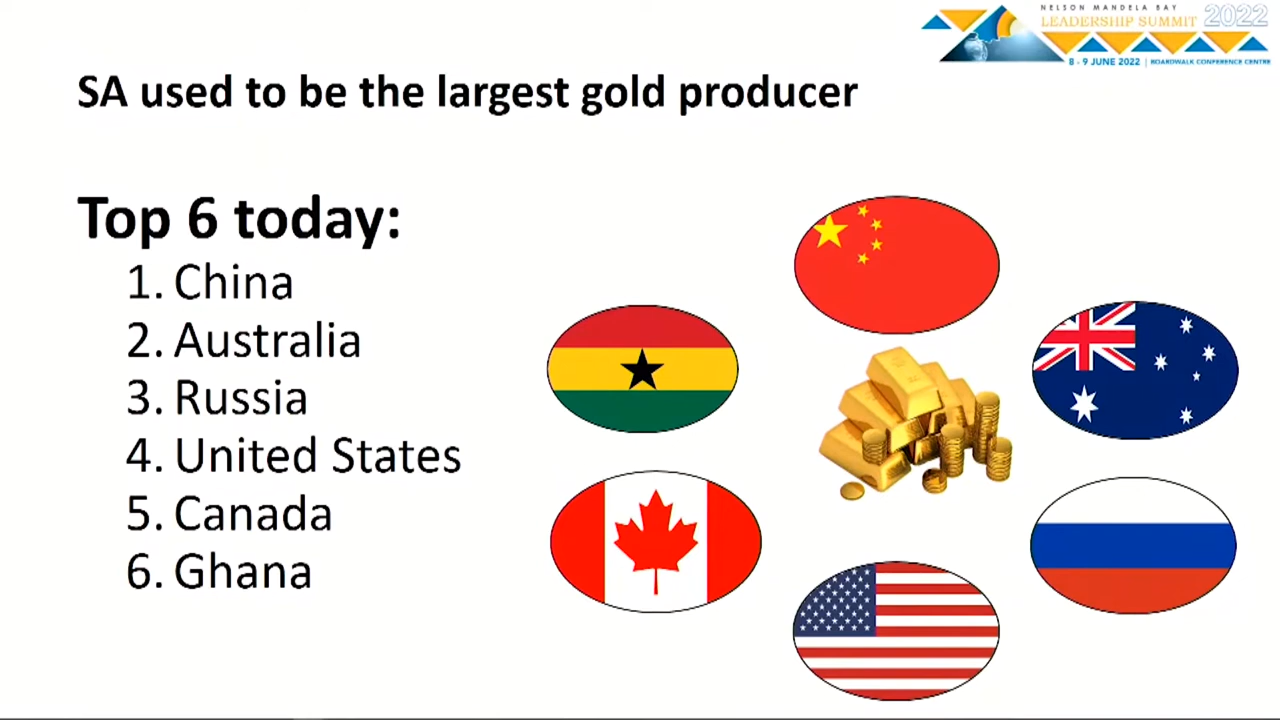 NELSON MANDELA BAY
LEADERSHIP SUMMIT 2022
8 - 9 JUNE 2022 | BOARDWALK CONFERENCE CENTRE
SA used to be the largest gold producer
Top 6 today:
1. China
2. Australia
3. Russia
4. United States
5. Canada
6. Ghana